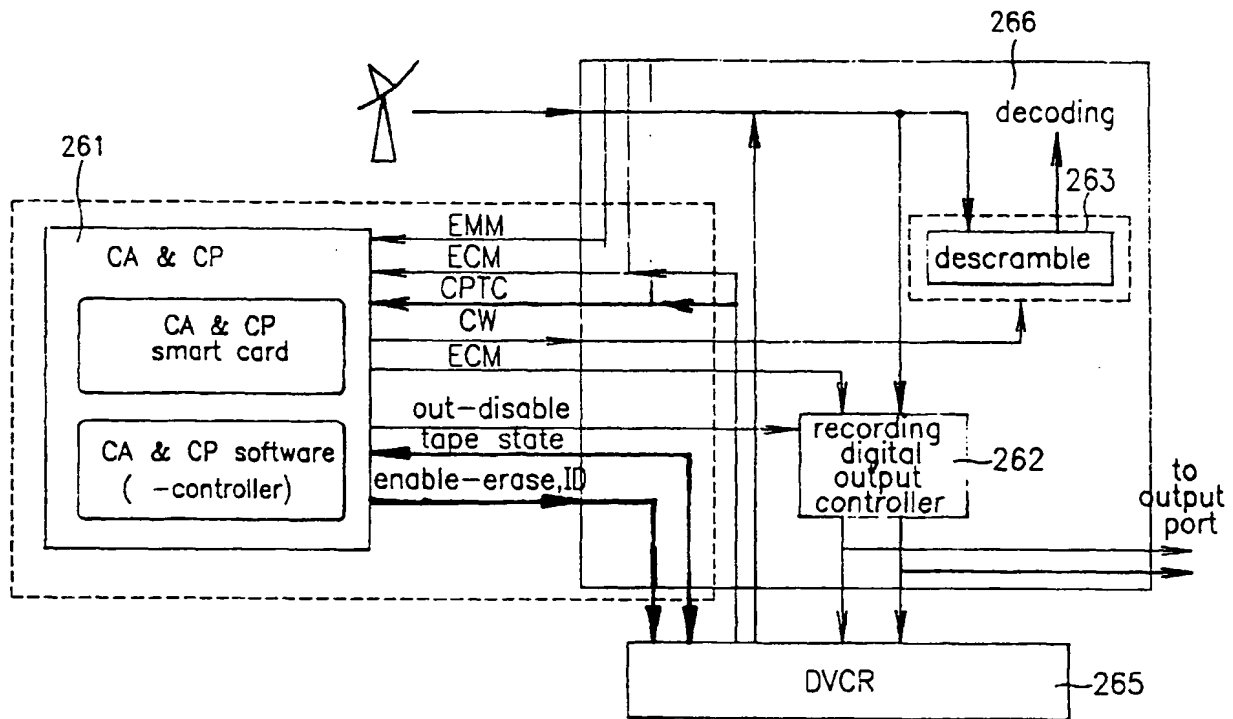 266
decoding
261
263
EMM
CA & CP
ECM
descramble
CPTC
CA & CP
smart card
CW
ECM
out-disable
tape state
recording
digital
output
controller
262
CA & CP software
( -controller)
enable-erase,ID
to
output
port
DVCR
265